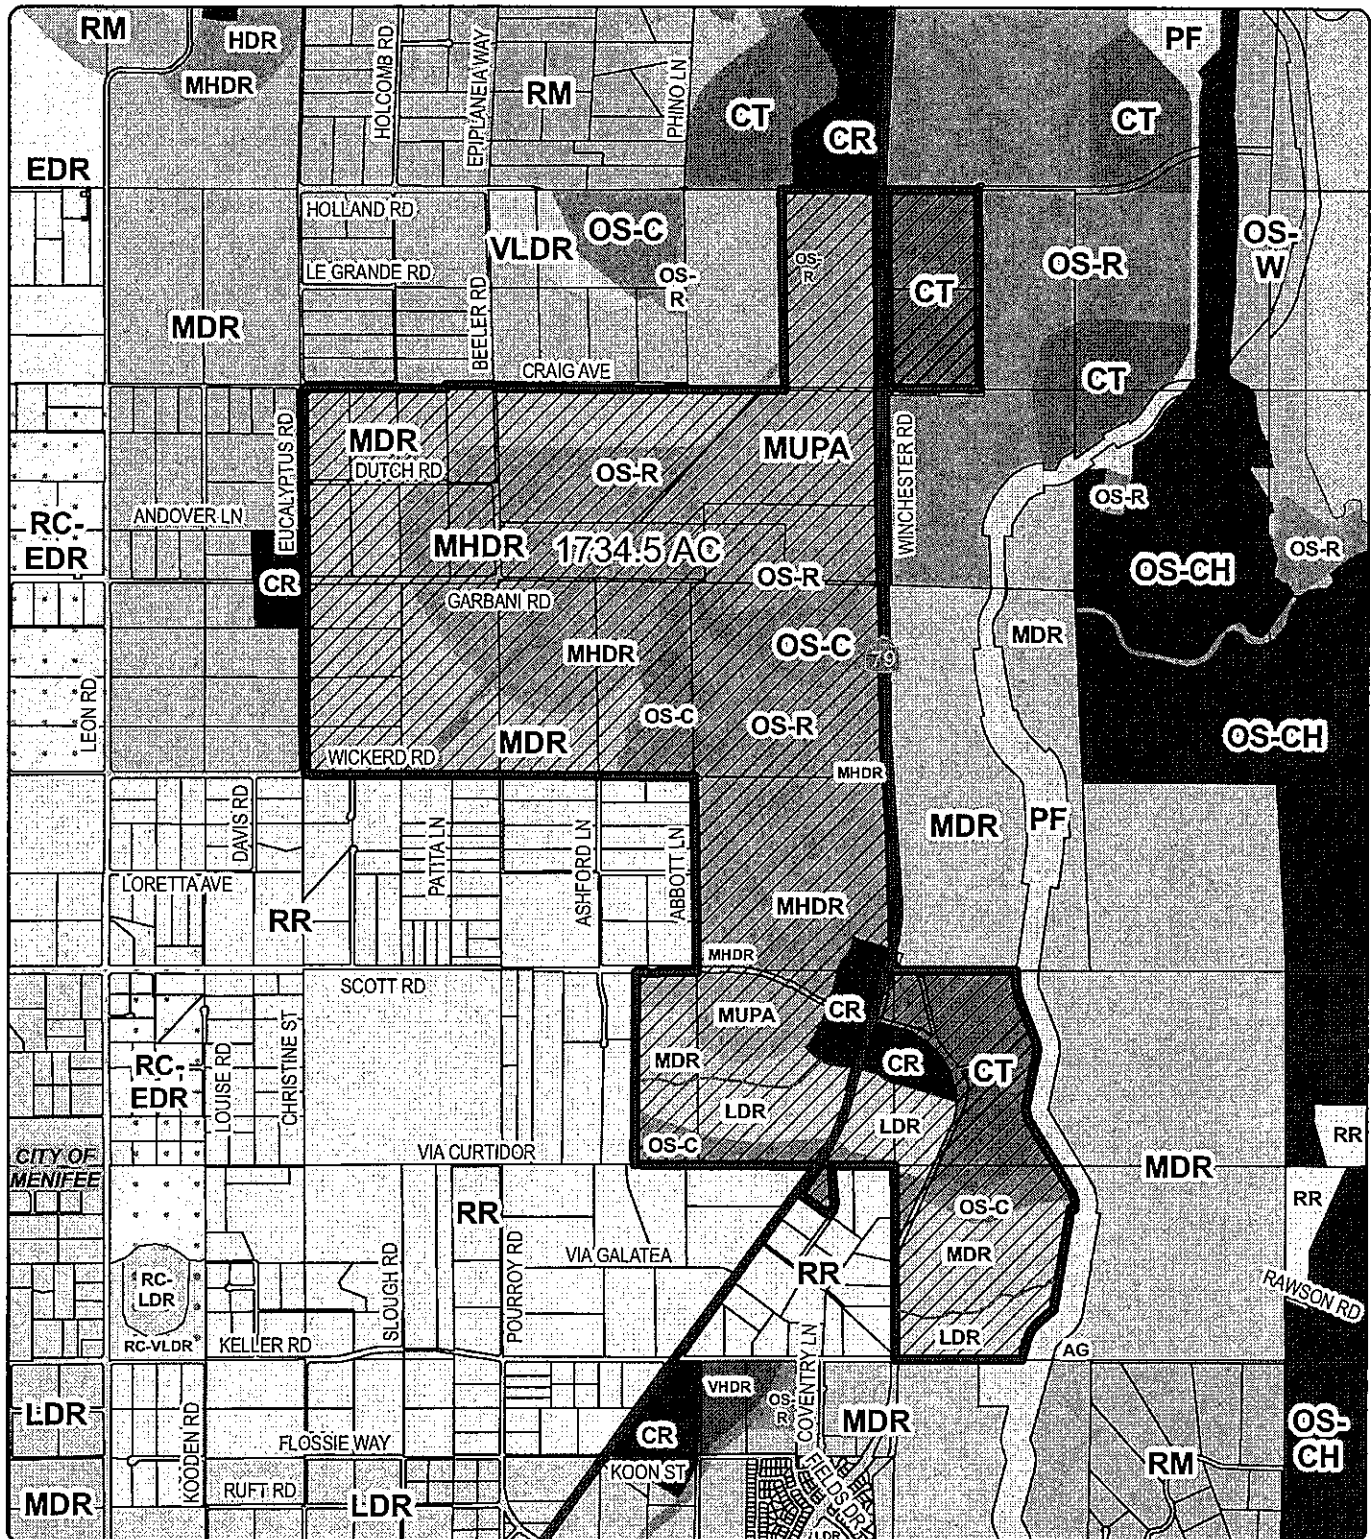 RM
HDR
MHDR
HOLCOMB RD
EPIPLANEIA WAY
RM
PHINO LN
CT
CR
PF
CT
EDR
HOLLAND RD
VLDR
OS-C
OS-
R
OS-
R
LE GRANDE RD
BEELER RD
CT
OS-R
OS-
W
MDR
CRAIG AVE
CT
EUCALYPTUS RD
MDR
DUTCH RD
OS-R
MUPA
WINCHESTER RD
OS-R
RC-
EDR
ANDOVER LN
MHDR
1734.5 AC
OS-R
OS-CH
OS-R
CR
GARBANI RD
MHDR
OS-C
79
MDR
LEON RD
OS-C
OS-R
MDR
WICKERD RD
OS-CH
MHDR
DAVIS RD
PATTA LN
ASHFORD LN
ABBOTT LN
MDR
PF
LORETTA AVE
RR
MHDR
MHDR
SCOTT RD
MUPA
CR
CR
CT
RC-
EDR
LOUISE RD
CHRISTINE ST
MDR
LDR
LDR
OS-C
VIA CURTIDOR
CITY OF
MENIFEE
MDR
RR
RR
RR
OS-C
MDR
VIA GALATEA
RR
RC-
LDR
RC-VLDR
KELLER RD
SLOUGH RD
POURROY RD
COVENTRY LN
LDR
AG
RAWSON RD
LDR
KOODEN RD
FLOSSIE WAY
VHDR
OS-
R
CR
MDR
OS-
CH
RM
KOON ST
FIELDS DR
MDR
RUFT RD
LDR
LDR